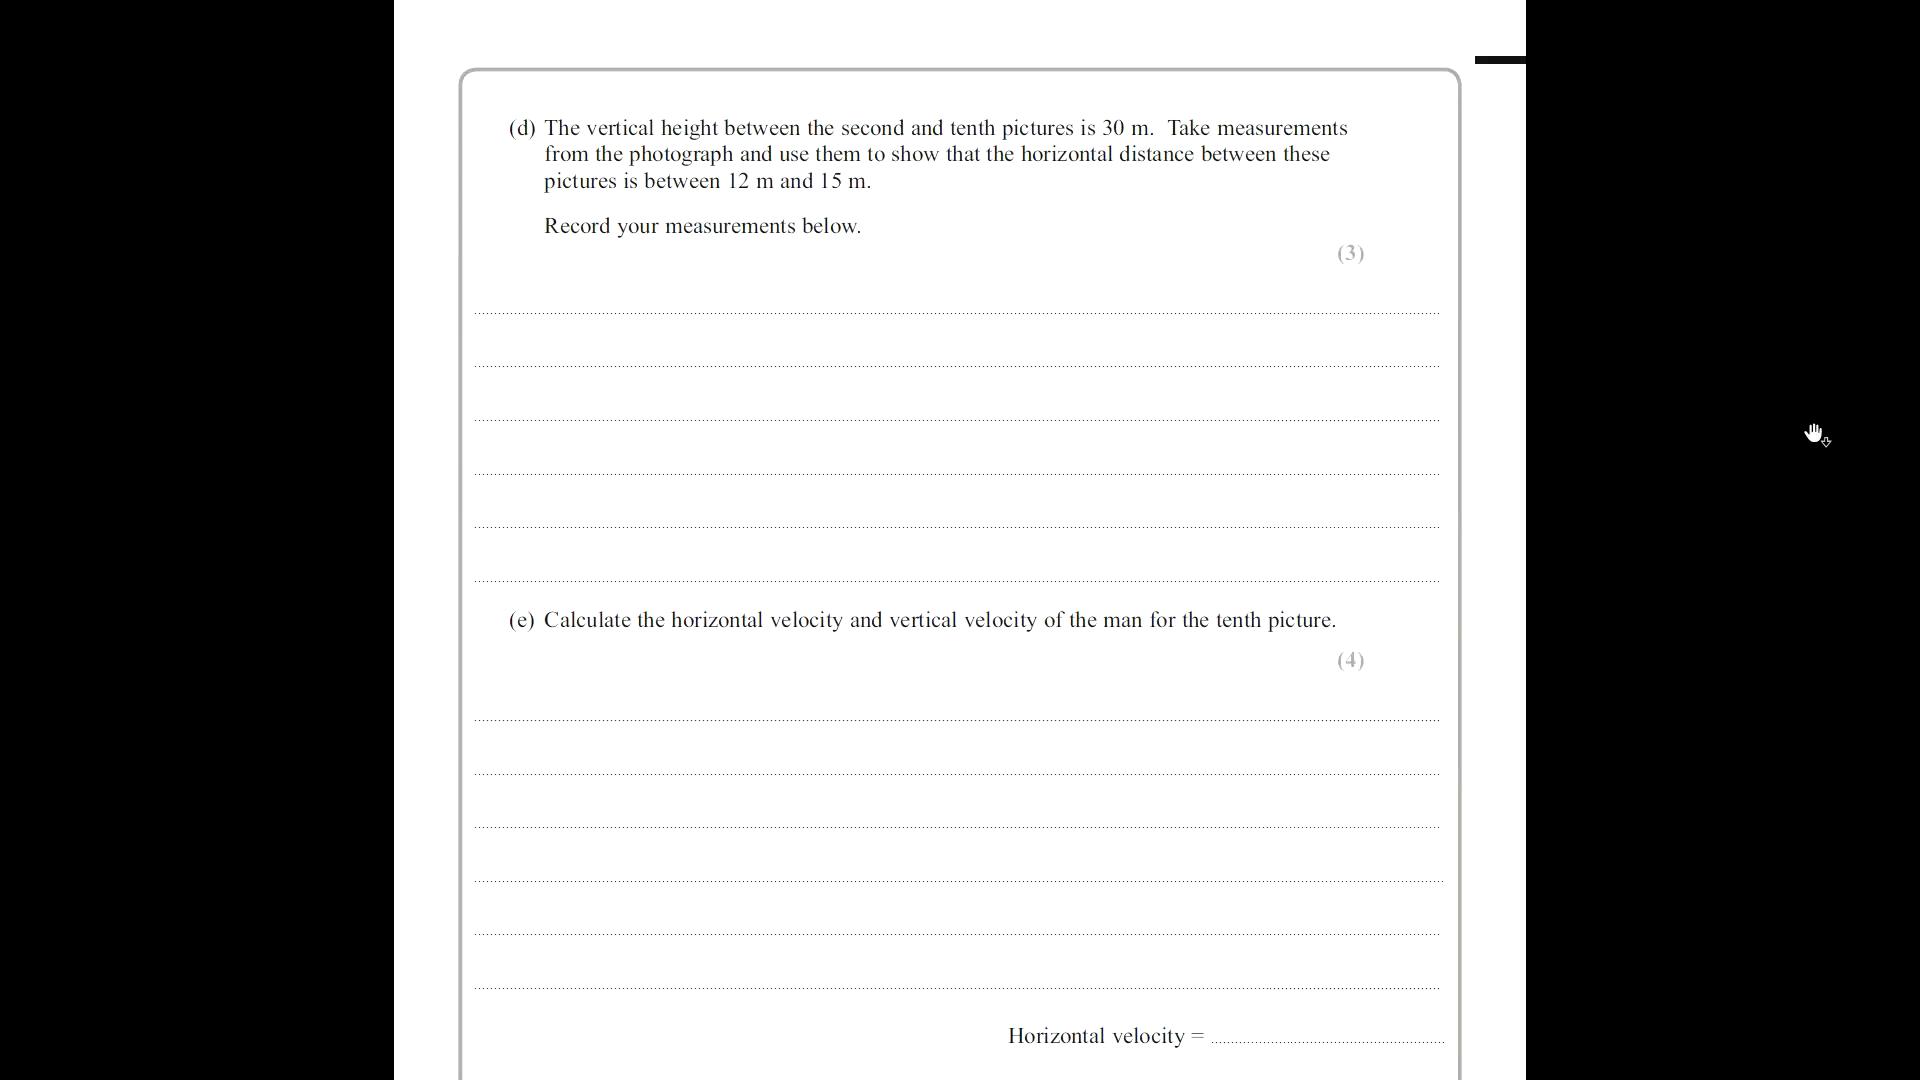 (d) The vertical height between the second and tenth pictures is 30 m. Take measurements
from the photograph and use them to show that the horizontal distance between these
pictures is between 12 m and 15 m.
Record your measurements below.
(3)
(e) Calculate the horizontal velocity and vertical velocity of the man for the tenth picture.
(4)
Horizontal velocity =